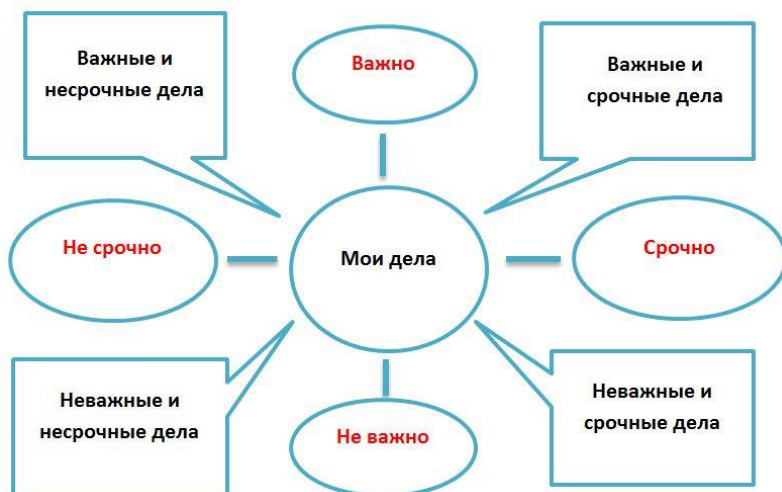 Важные и
несрочные дела
Важно
Важные и
срочные дела
Не срочно
Мои дела
Срочно
Неважные и
несрочные дела
Не важно
Неважные и
срочные дела